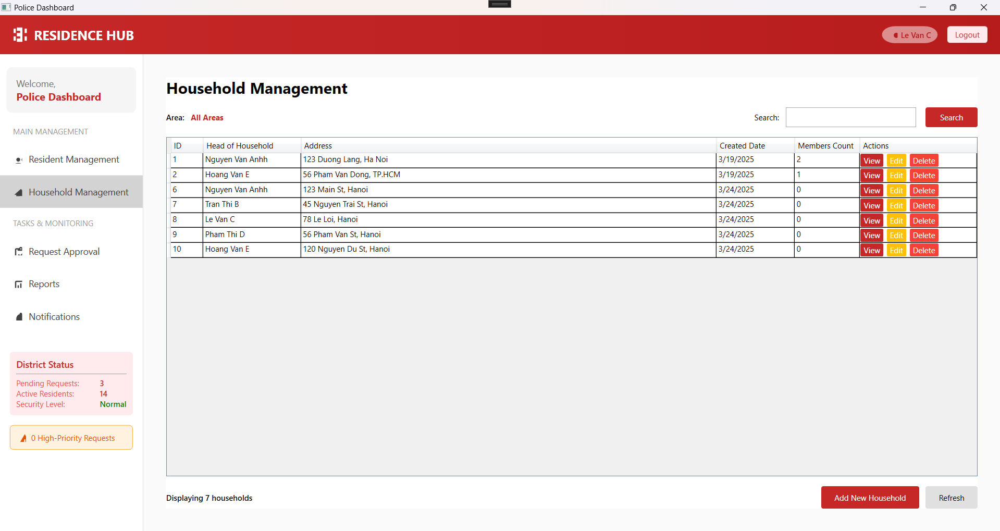 Police Dashboard
RESIDENCE HUB
Le Van C
Logout
Welcome,
Police Dashboard
MAIN MANAGEMENT
Resident Management
Household Management
TASKS & MONITORING
Request Approval
Reports
Notifications
District Status
Pending Requests: 3
Active Residents: 14
Security Level: Normal
0 High-Priority Requests
Household Management
Area: All Areas
Search:
Search
ID Head of Household Address Created Date Members Count Actions
1 Nguyen Van Anhh 123 Duong Lang, Ha Noi 3/19/2025 2 View Edit Delete
2 Hoang Van E 56 Pham Van Dong, TP.HCM 3/19/2025 1 View Edit Delete
6 Nguyen Van Anhh 123 Main St, Hanoi 3/24/2025 0 View Edit Delete
7 Tran Thi B 45 Nguyen Trai St, Hanoi 3/24/2025 0 View Edit Delete
8 Le Van C 78 Le Loi, Hanoi 3/24/2025 0 View Edit Delete
9 Pham Thi D 56 Pham Van St, Hanoi 3/24/2025 0 View Edit Delete
10 Hoang Van E 120 Nguyen Du St, Hanoi 3/24/2025 0 View Edit Delete
Displaying 7 households
Add New Household
Refresh